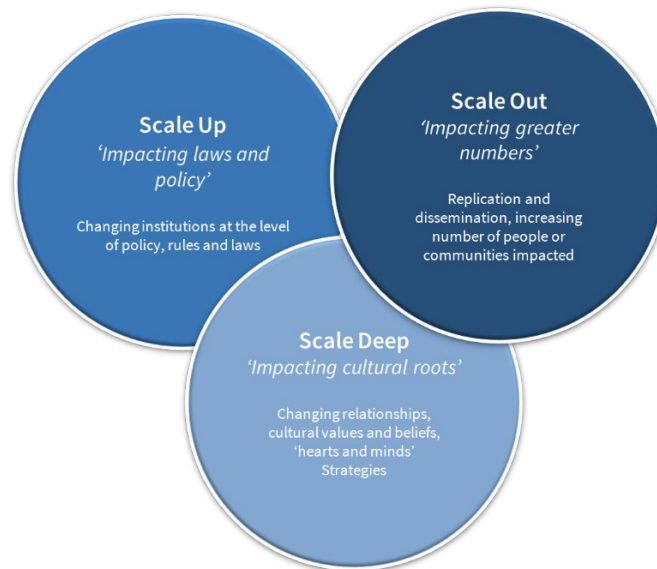 Scale Up
‘Impacting laws and
policy’
Changing institutions at the level
of policy, rules and laws
Scale Out
‘Impacting greater
numbers’
Replication and
dissemination, increasing
number of people or
communities impacted
Scale Deep
‘Impacting cultural roots’
Changing relationships,
cultural values and beliefs,
‘hearts and minds’
Strategies